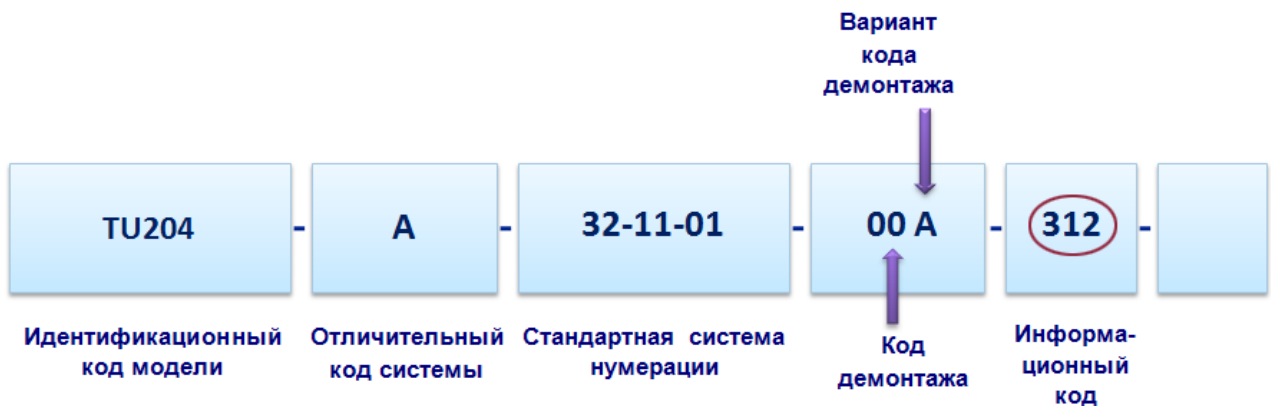 Вариант
кода
демонтажа
TU204 - A - 32-11-01 - 00 A - 312 -
Идентификационный
код модели
Отличительный
код системы
Стандартная система
нумерации
Код
демонтажа
Информа-
ционный
код